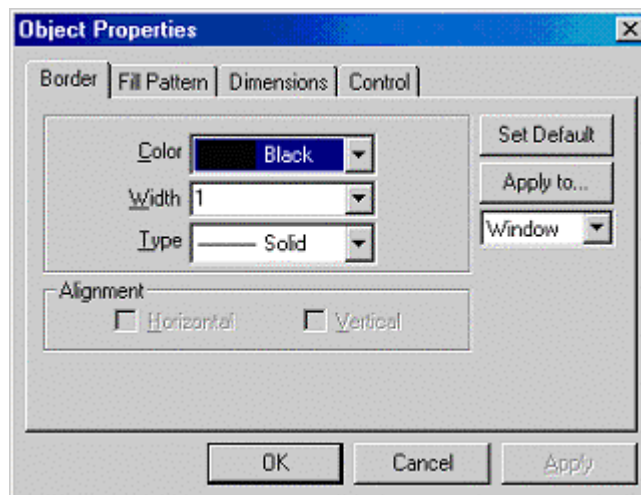 Object Properties
Border Fill Pattern Dimensions Control
Color Black
Width 1
Type Solid
Set Default
Apply to...
Window
Alignment
Horizontal Vertical
OK Cancel Apply